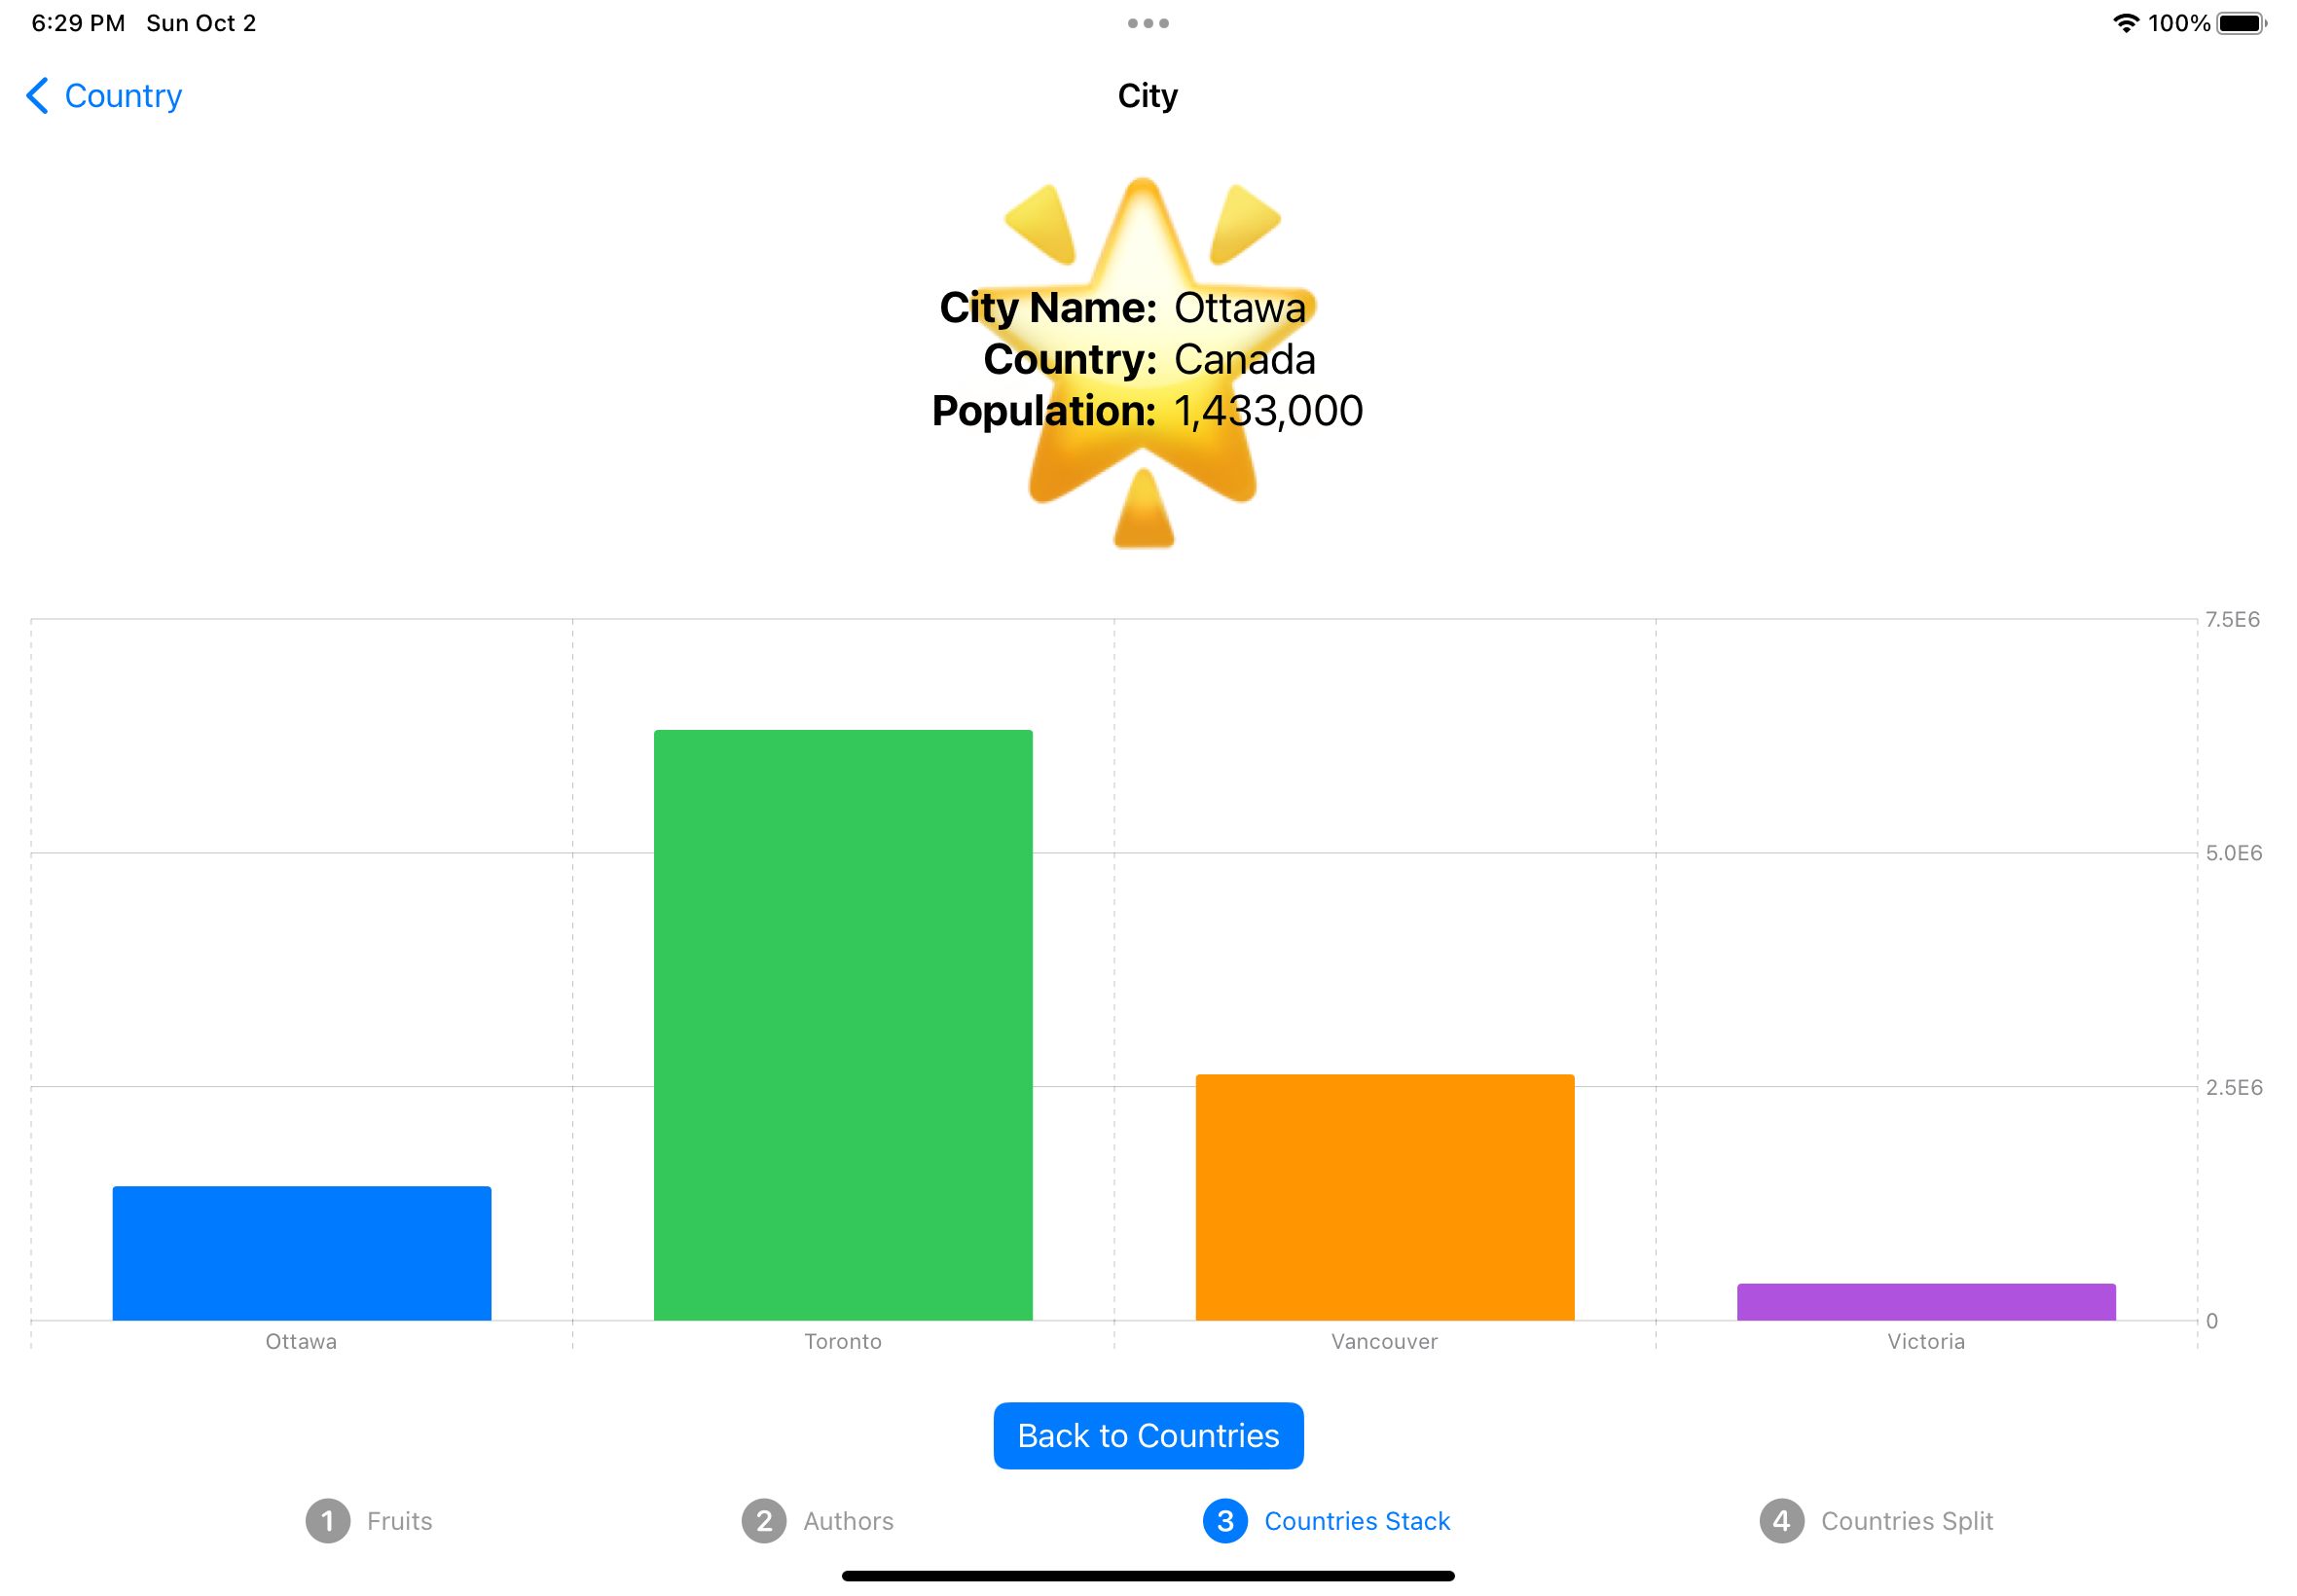 6:29 PM Sun Oct 2
100%
Country
City
City Name: Ottawa
Country: Canada
Population: 1,433,000
7.5E6
5.0E6
2.5E6
0
Ottawa Toronto Vancouver Victoria
Back to Countries
1 Fruits 2 Authors 3 Countries Stack 4 Countries Split